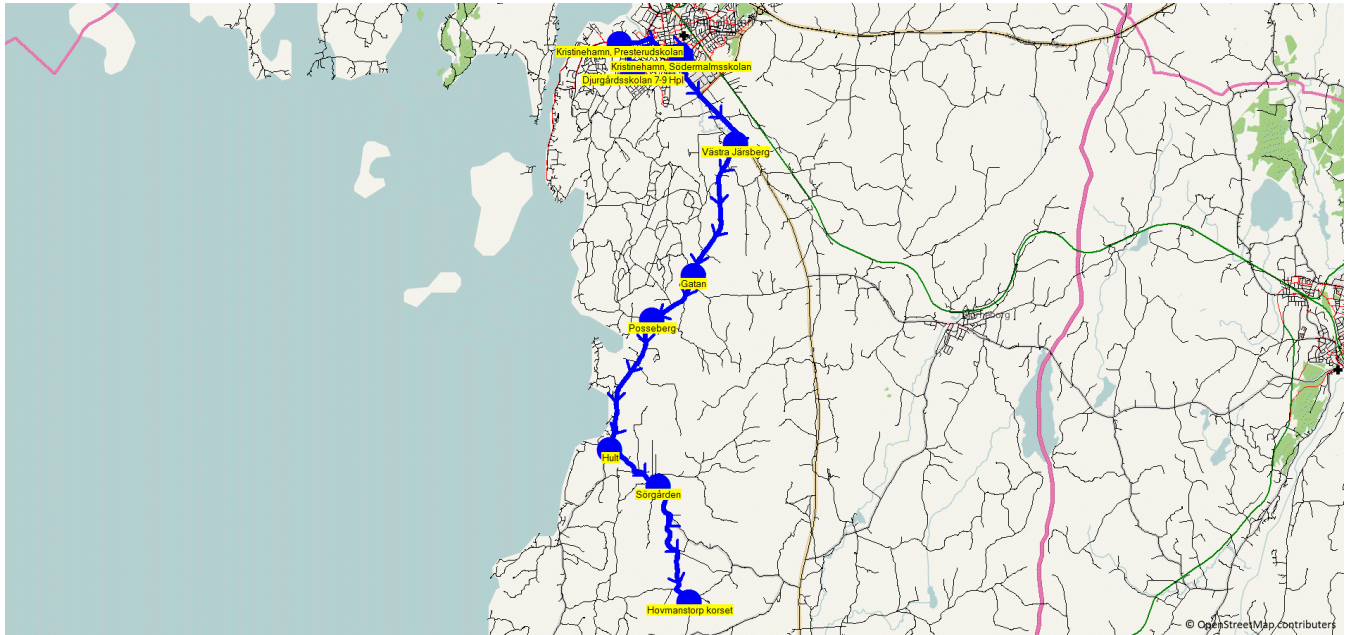 Kristinehamn, Presterudskolan
Kristinehamn, Södermalmsskolan
Djurgårdsskolan 7-9 Hpl
Västra Järsberg
Gatan
Posseberg
Hult
Sörgården
Hovmanstorp korset
© OpenStreetMap contributors